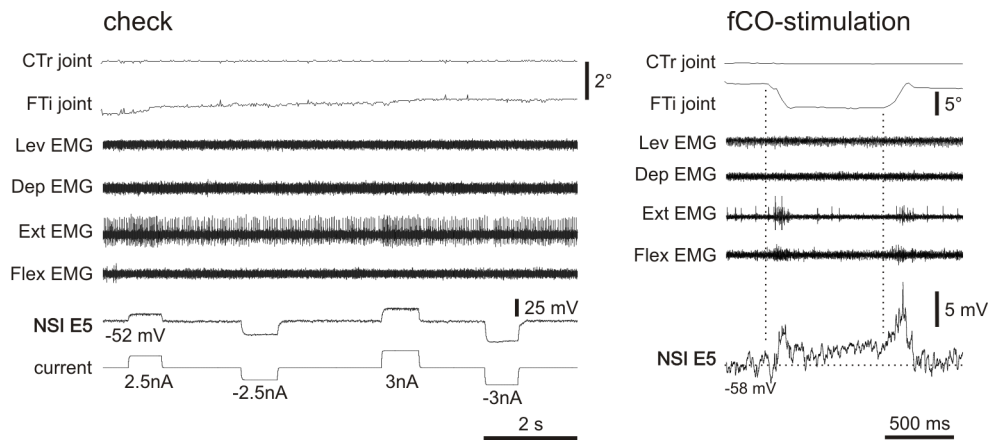 check
CTr joint
2°
FTi joint
Lev EMG
Dep EMG
Ext EMG
Flex EMG
25 mV
NSI E5
-52 mV
current
2.5nA
-2.5nA
3nA
-3nA
2 s
fCO-stimulation
CTr joint
FTi joint
5°
Lev EMG
Dep EMG
Ext EMG
Flex EMG
5 mV
NSI E5
-58 mV
500 ms